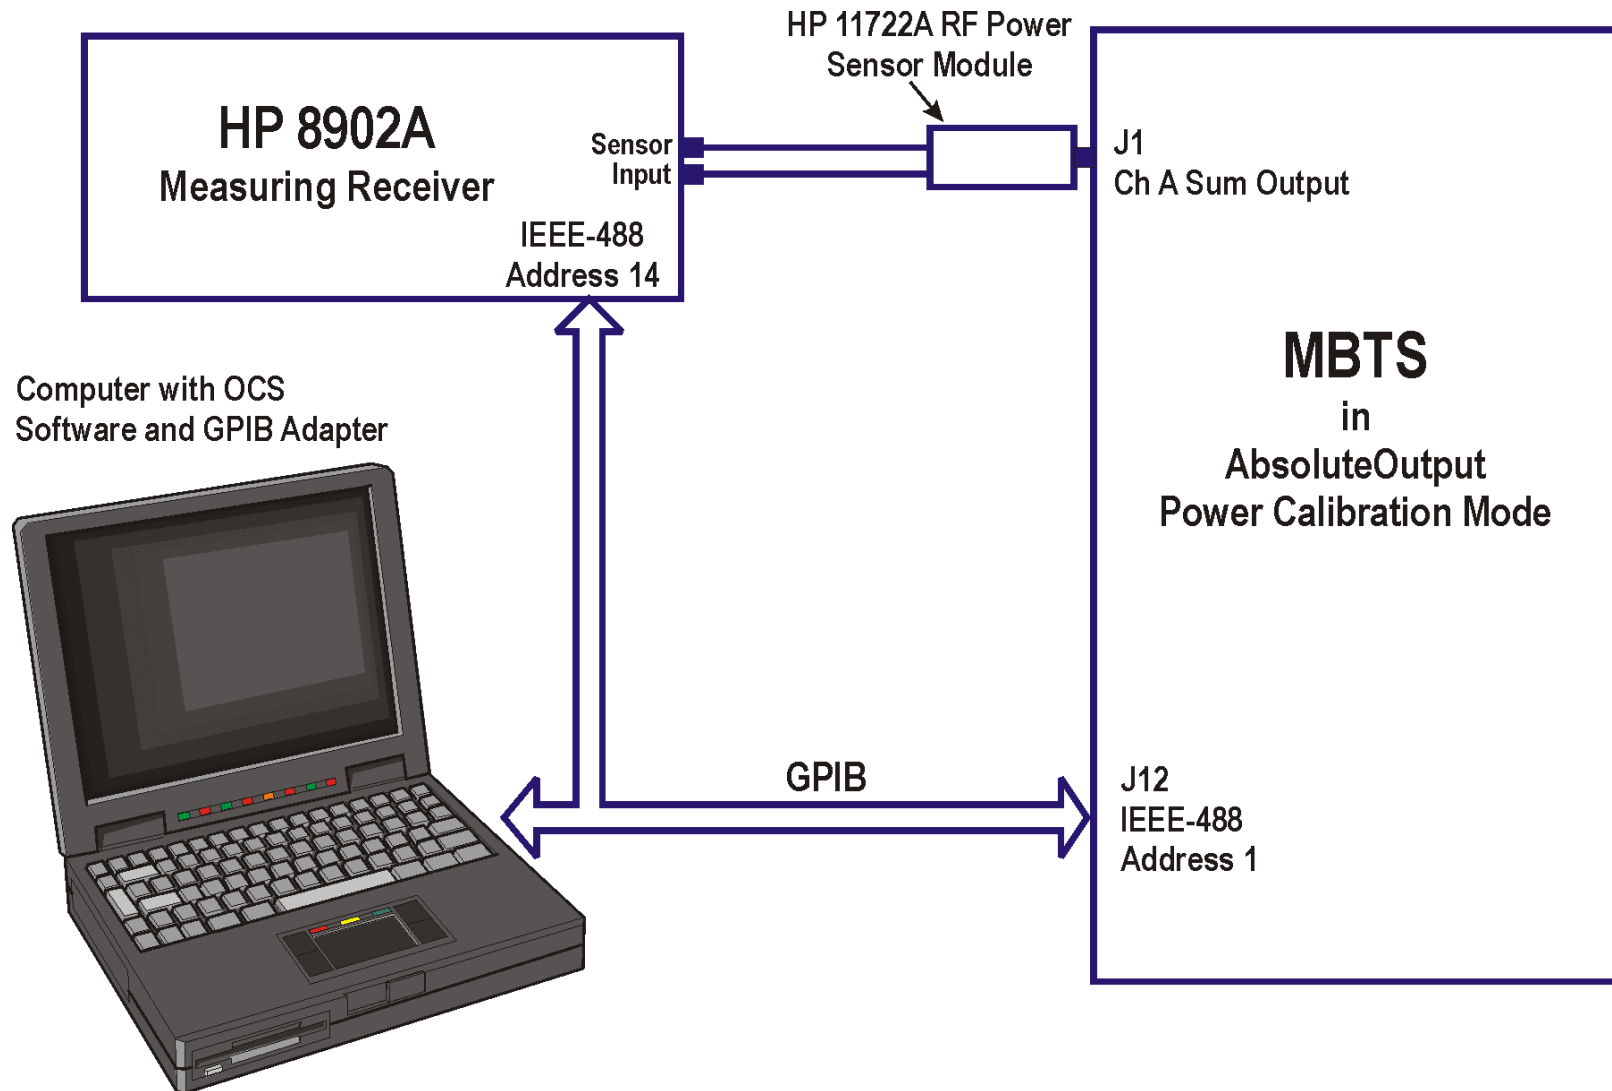 HP 11722A RF Power
Sensor Module
HP 8902A
Measuring Receiver
Sensor
Input
IEEE-488
Address 14
J1
Ch A Sum Output
MBTS
in
AbsoluteOutput
Power Calibration Mode
Computer with OCS
Software and GPIB Adapter
GPIB
J12
IEEE-488
Address 1